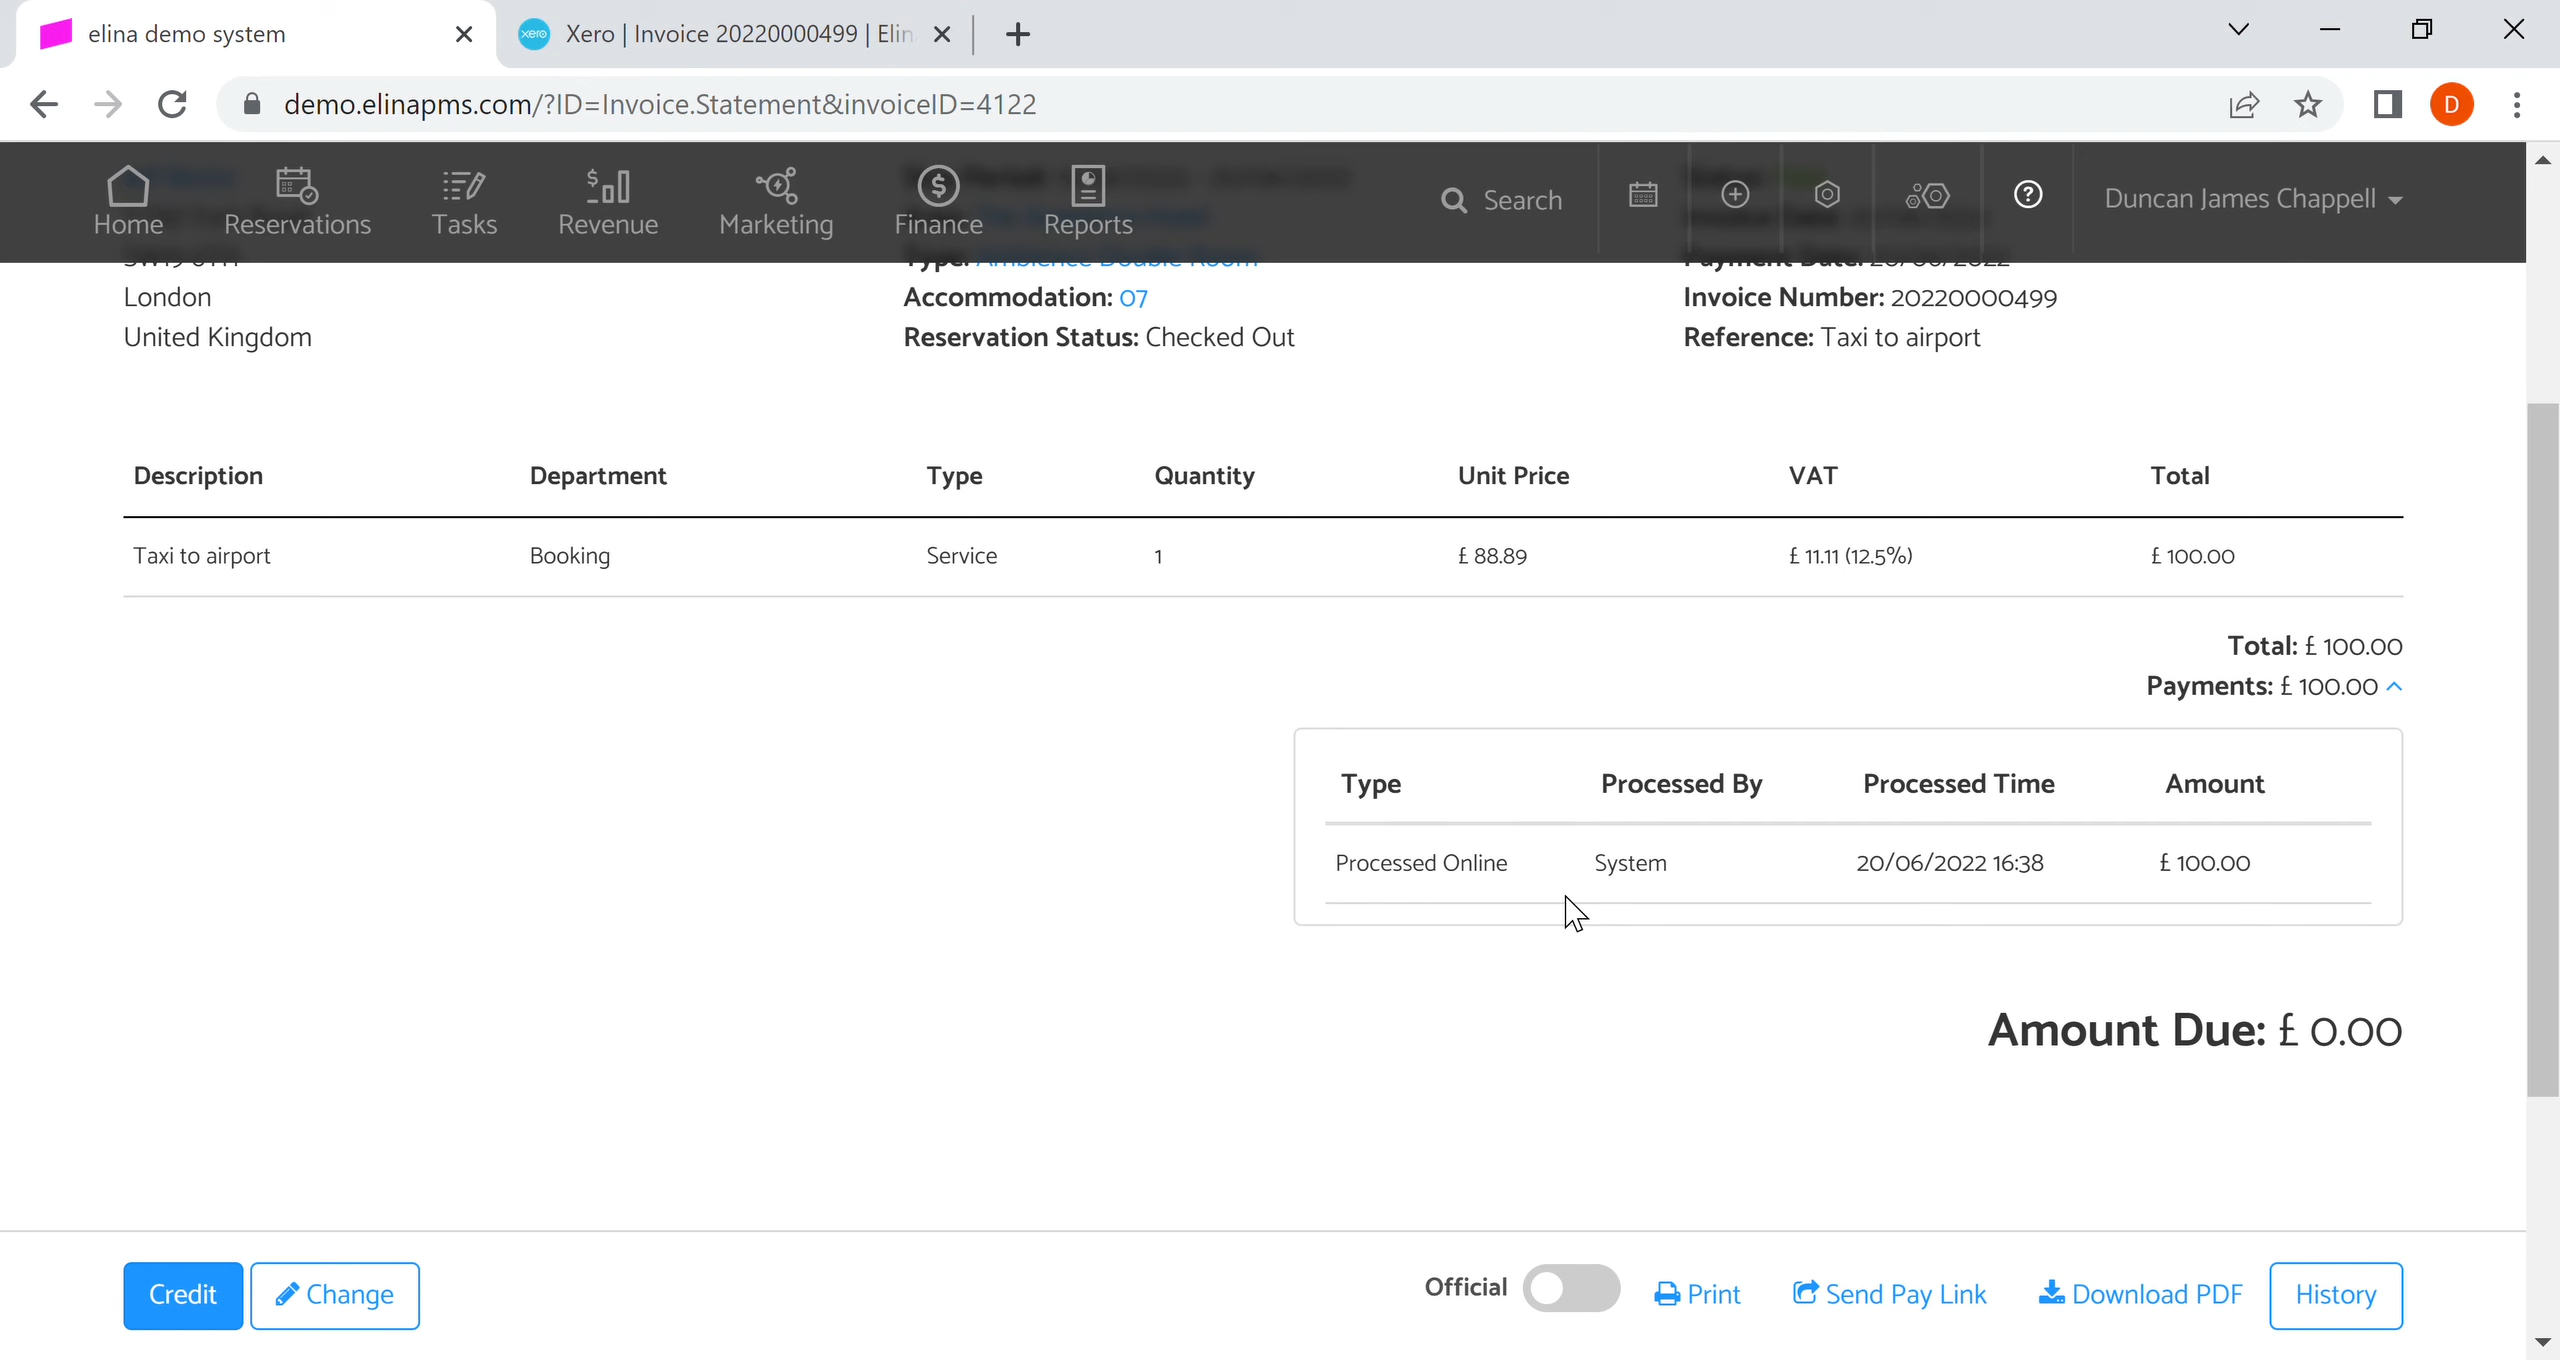 elina demo system
xero Xero | Invoice 20220000499 | Elin
demo.elinapms.com/?ID=Invoice.Statement&invoiceID=4122
D
Home Reservations Tasks Revenue Marketing Finance Reports Search Duncan James Chappell
Type: Ambience Double Room Payment Date:
London Accommodation: 07 Invoice Number: 20220000499
United Kingdom Reservation Status: Checked Out Reference: Taxi to airport
Description Department Type Quantity Unit Price VAT Total
Taxi to airport Booking Service 1 £ 88.89 £ 11.11 (12.5%) £ 100.00
Total: £ 100.00
Payments: £ 100.00
Type Processed By Processed Time Amount
Processed Online System 20/06/2022 16:38 £ 100.00
Amount Due: £ 0.00
Credit Change Official Print Send Pay Link Download PDF History